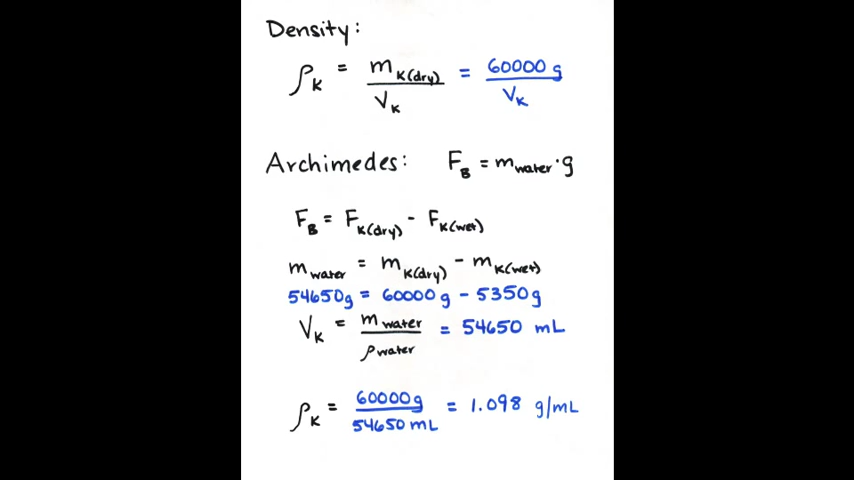 Density:
ρK = mK(dry) / VK = 60000 g / VK
Archimedes: FB = mwater · g
FB = FK(dry) - FK(wet)
mwater = mK(dry) - mK(wet)
54650g = 60000g - 5350g
VK = mwater / ρwater = 54650 mL
ρK = 60000g / 54650 mL = 1.098 g/mL